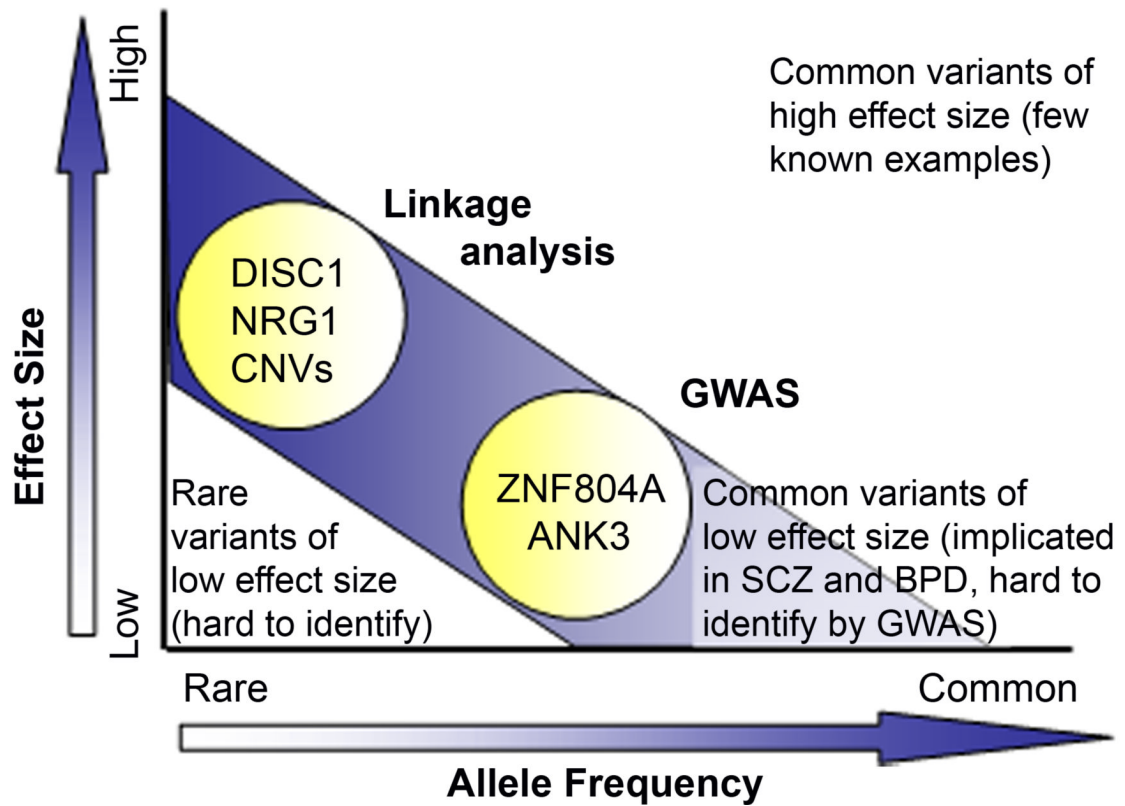 High
Common variants of
high effect size (few
known examples)
Linkage
analysis
DISC1
NRG1
CNVs
Effect Size
GWAS
ZNF804A
ANK3
Rare
variants of
low effect size
(hard to identify)
Common variants of
low effect size (implicated
in SCZ and BPD, hard to
identify by GWAS)
Low
Rare
Common
Allele Frequency